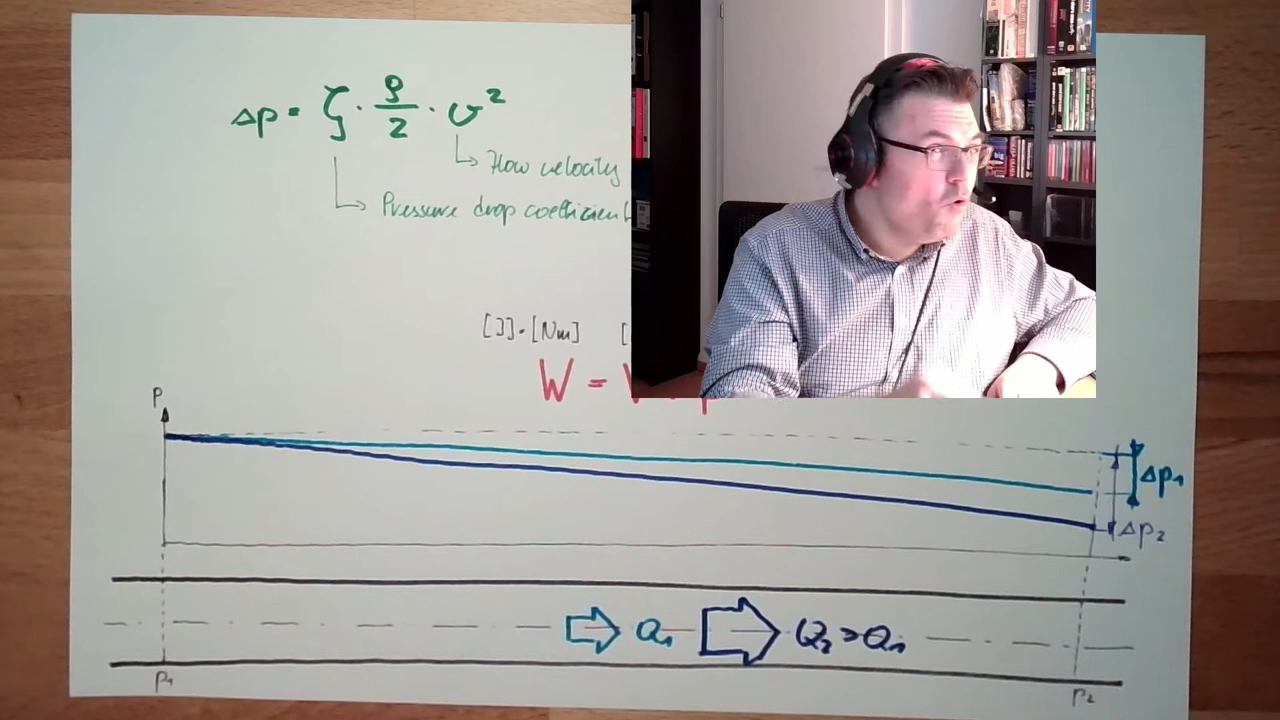 Δp = ζ · ρ/2 · v²
Flow velocity
Pressure drop coefficient
[J]=[Nm] [
W = V · p
P
Δp₁
Δp₂
Q₁ Q₂>Q₁
p₁ p₂